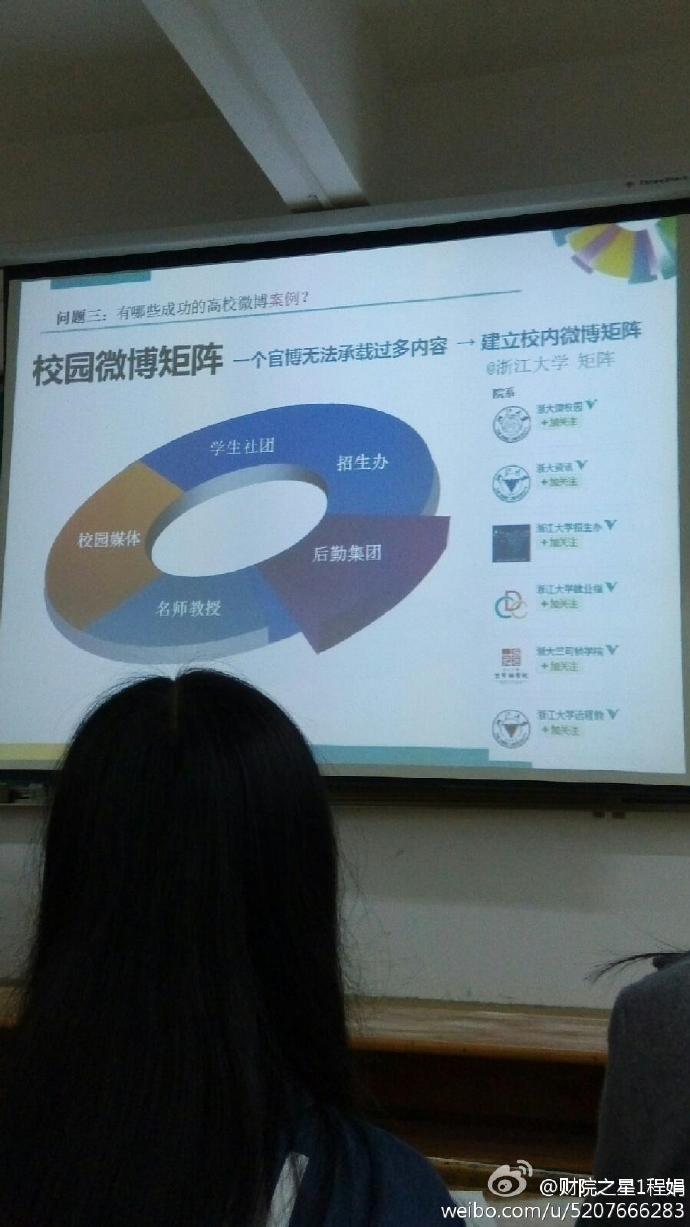 问题三：有哪些成功的高校微博案例？
校园微博矩阵 一个官博无法承载过多内容 → 建立校内微博矩阵
@浙江大学 矩阵
院系
学生社团
招生办
校园媒体
后勤集团
名师教授
浙大微校园
+加关注
浙大资讯
+加关注
浙江大学招生办
+加关注
浙江大学就业指
+加关注
浙大竺可桢学院
+加关注
浙江大学远程教
+加关注
@财院之星1程娟
weibo.com/u/5207666283